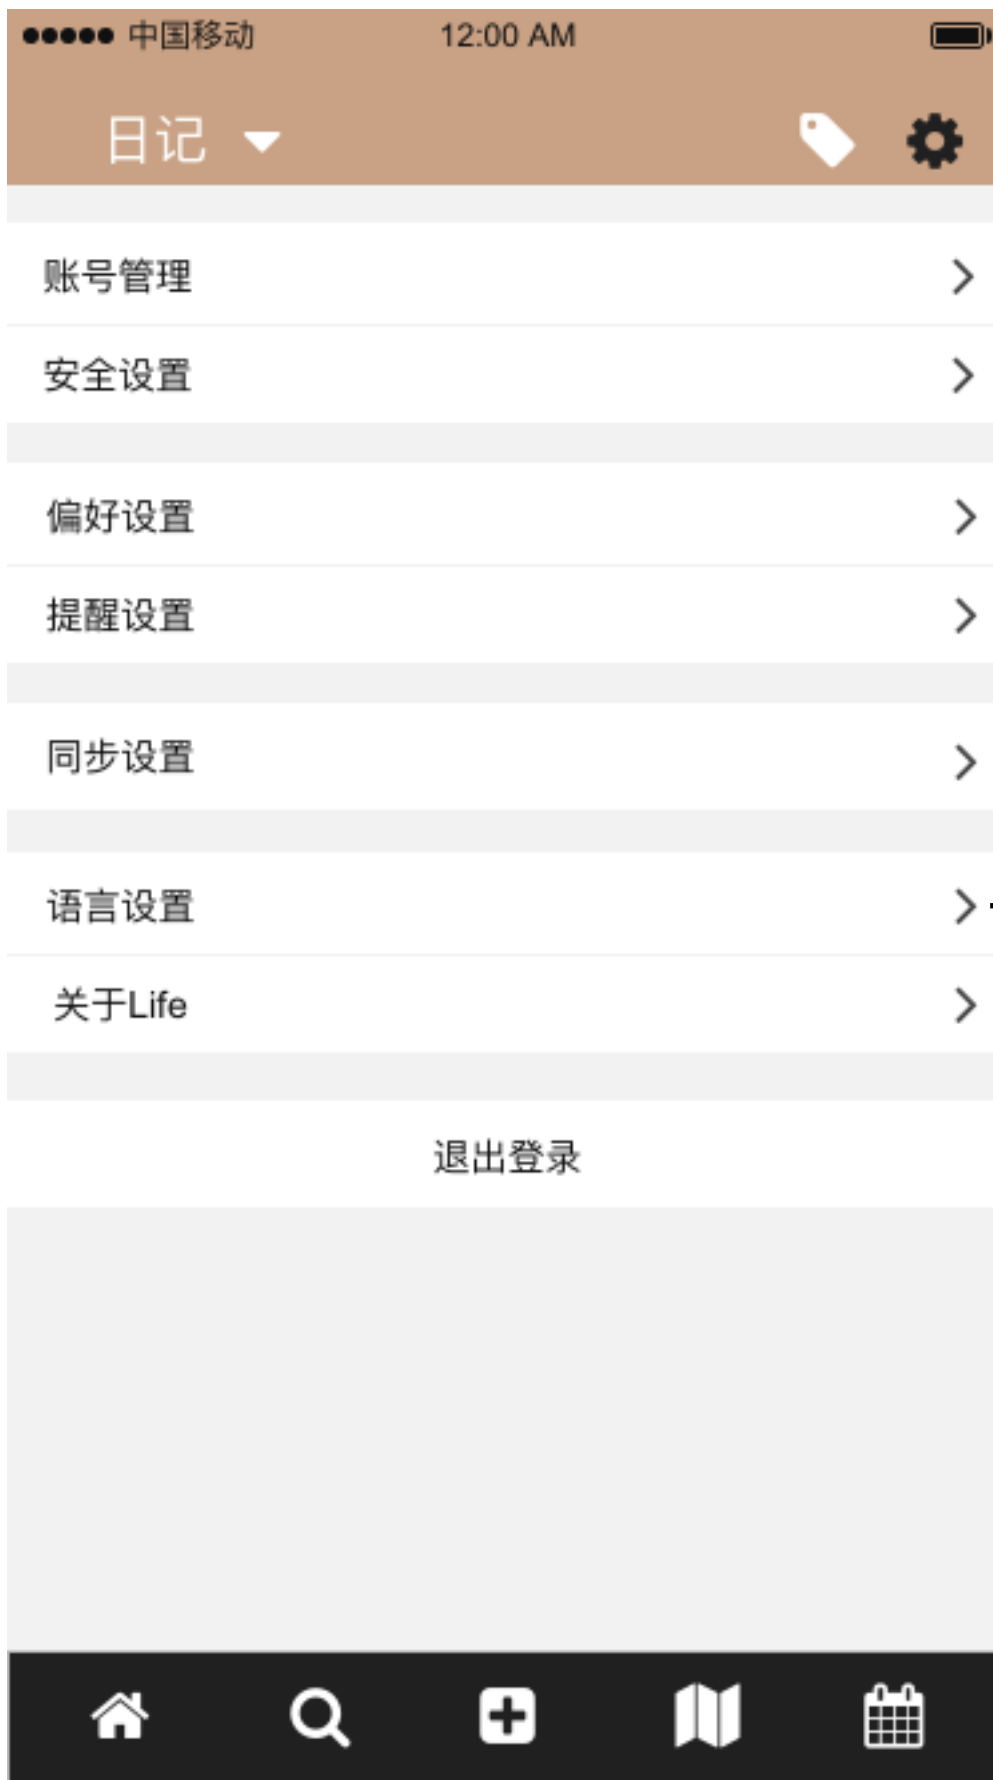 中国移动 12:00 AM
日记
账号管理
安全设置
偏好设置
提醒设置
同步设置
语言设置
关于Life
退出登录